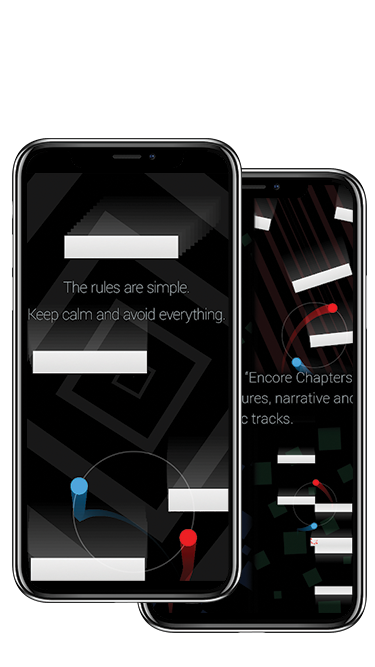 The rules are simple.
Keep calm and avoid everything.
"Encore Chapters
ures, narrative and
c tracks.